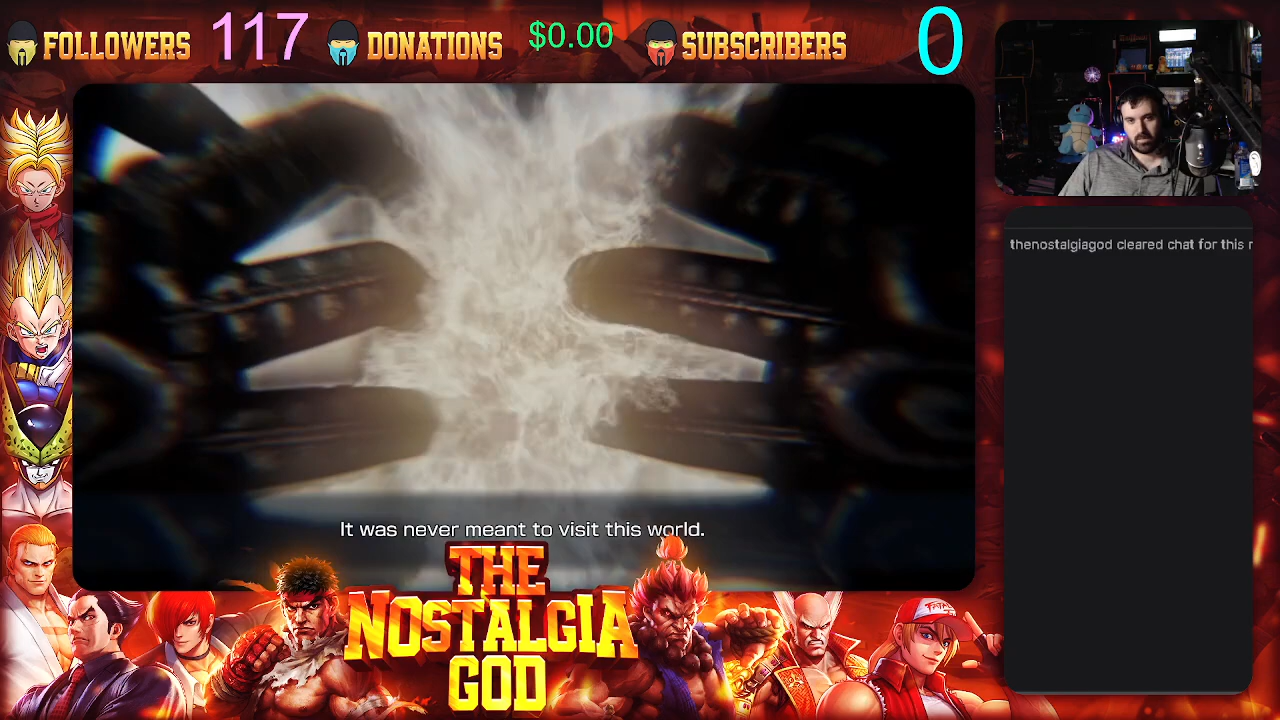 FOLLOWERS 117 DONATIONS $0.00 SUBSCRIBERS 0
thenostalgiagod cleared chat for this r
It was never meant to visit this world.
THE
NOSTALGIA
GOD